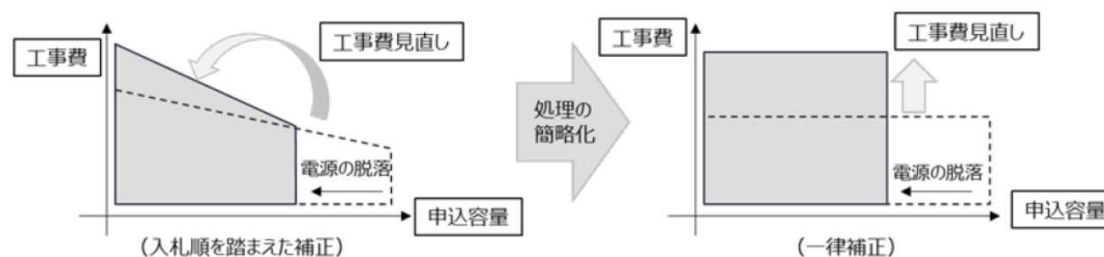 工事費
工事費見直し
電源の脱落
申込容量
(入札順を踏まえた補正)
処理の
簡略化
工事費
工事費見直し
電源の脱落
申込容量
(一律補正)